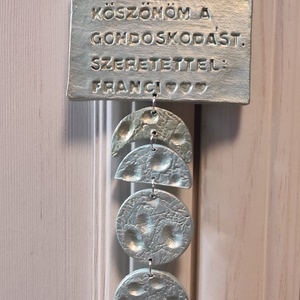 KÖSZÖNÖM A
GONDOSKODÁST.
SZERETETTEL:
FRANCI♥♥♥